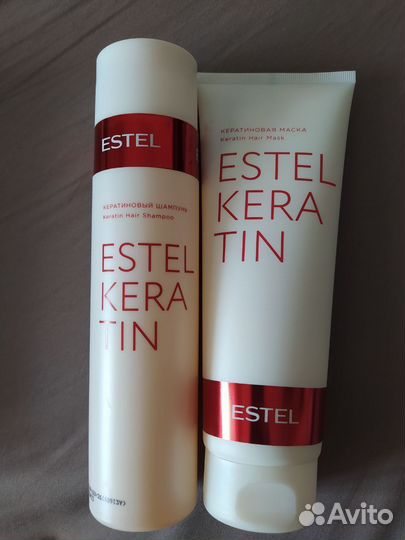 ESTEL
КЕРАТИНОВЫЙ ШАМПУНЬ
Keratin Hair Shampoo
ESTEL
KERA
TIN
КЕРАТИНОВАЯ МАСКА
Keratin Hair Mask
ESTEL
KERA
TIN
ESTEL
Avito